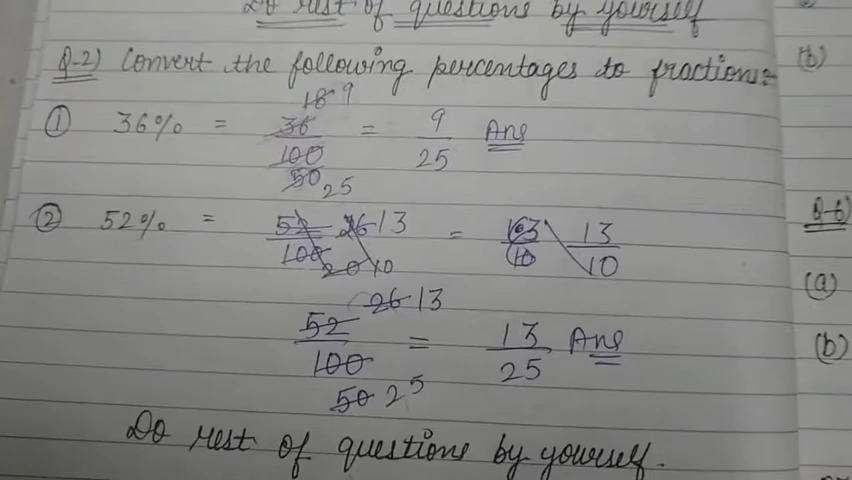 Do rest of questions by yourself
Q-2) Convert the following percentages to fractions:
(b)
18 9
① 36% = 36/100 = 9/25 Ans
50 25
② 52% = 52/100 26 13 = 13/10
20 10
Q-6)
(a)
26 13
52/100 = 13/25 Ans
(b)
50 25
Do rest of questions by yourself.